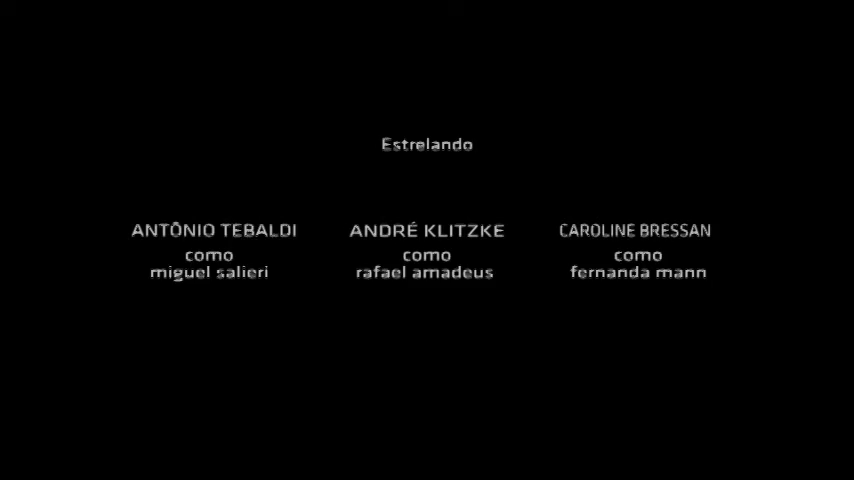 Estrelando
ANTÔNIO TEBALDI
como
miguel salieri
ANDRÉ KLITZKE
como
rafael amadeus
CAROLINE BRESSAN
como
fernanda mann